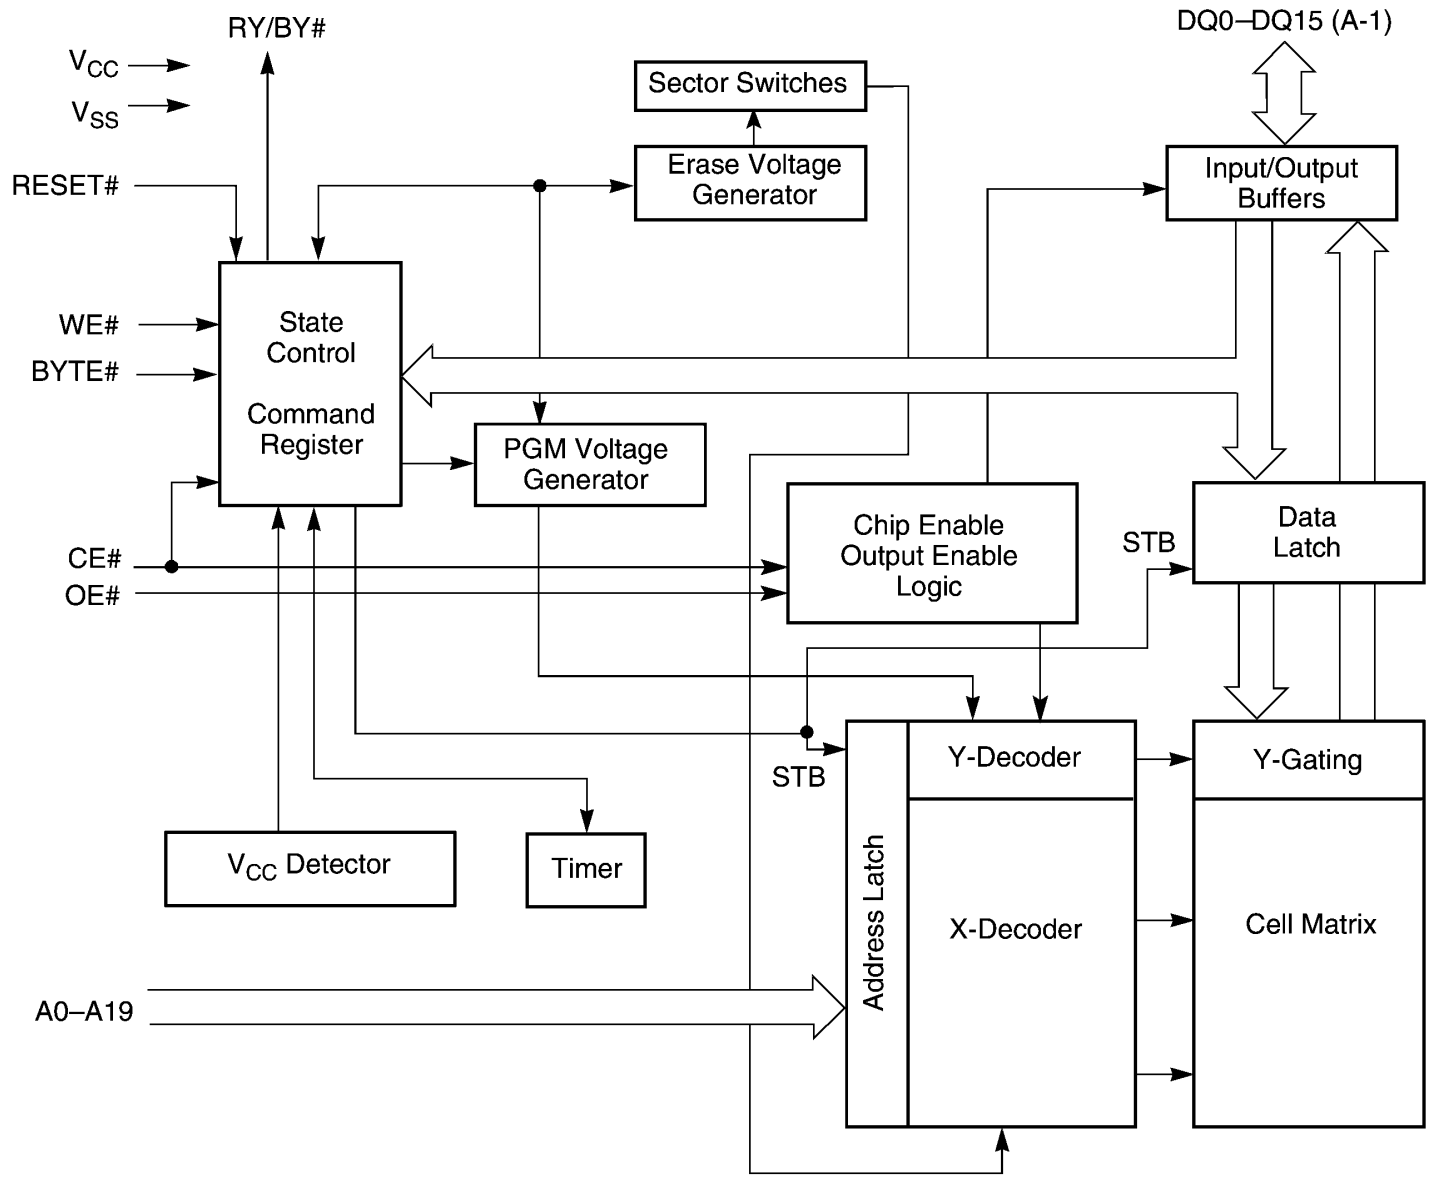 RY/BY#
DQ0–DQ15 (A-1)
VCC
VSS
Sector Switches
RESET#
Erase Voltage
Generator
Input/Output
Buffers
WE#
BYTE#
State
Control
Command
Register
PGM Voltage
Generator
CE#
OE#
Chip Enable
Output Enable
Logic
STB
Data
Latch
STB
Y-Decoder
Y-Gating
VCC Detector
Timer
Address Latch
X-Decoder
Cell Matrix
A0–A19